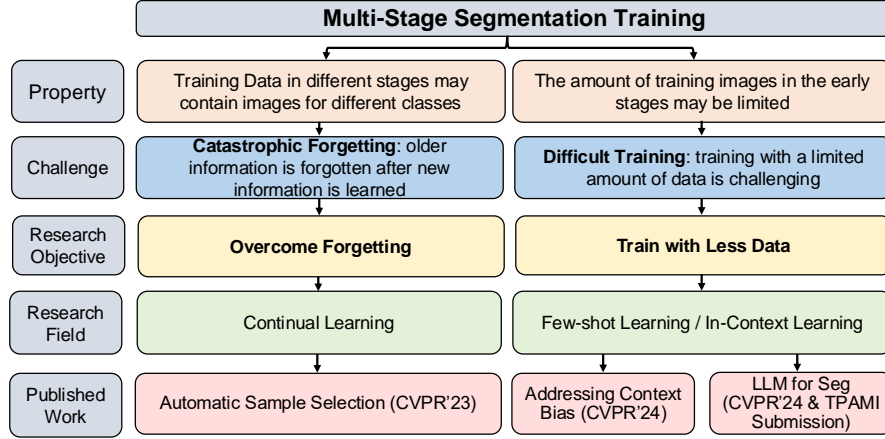 Multi-Stage Segmentation Training
Property
Training Data in different stages may
contain images for different classes
The amount of training images in the early
stages may be limited
Challenge
Catastrophic Forgetting: older
information is forgotten after new
information is learned
Difficult Training: training with a limited
amount of data is challenging
Research
Objective
Overcome Forgetting
Train with Less Data
Research
Field
Continual Learning
Few-shot Learning / In-Context Learning
Published
Work
Automatic Sample Selection (CVPR'23)
Addressing Context
Bias (CVPR'24)
LLM for Seg
(CVPR'24 & TPAMI
Submission)